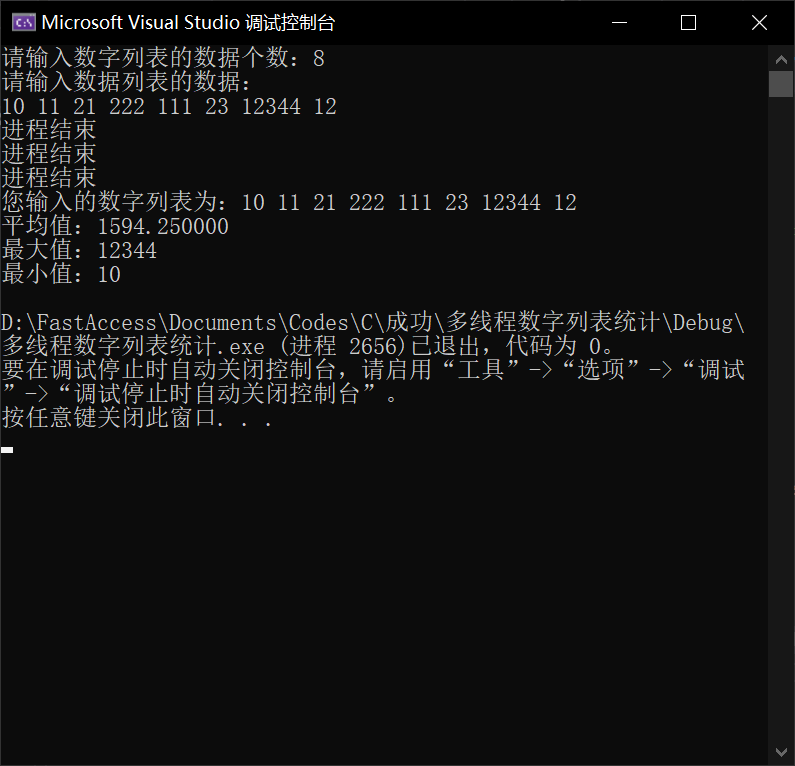 Microsoft Visual Studio 调试控制台
请输入数字列表的数据个数：8
请输入数据列表的数据：
10 11 21 222 111 23 12344 12
进程结束
进程结束
进程结束
您输入的数字列表为：10 11 21 222 111 23 12344 12
平均值：1594.250000
最大值：12344
最小值：10
D:\FastAccess\Documents\Codes\C\成功\多线程数字列表统计\Debug\
多线程数字列表统计.exe (进程 2656)已退出，代码为 0。
要在调试停止时自动关闭控制台，请启用“工具”->“选项”->“调试
”->“调试停止时自动关闭控制台”。
按任意键关闭此窗口. . .